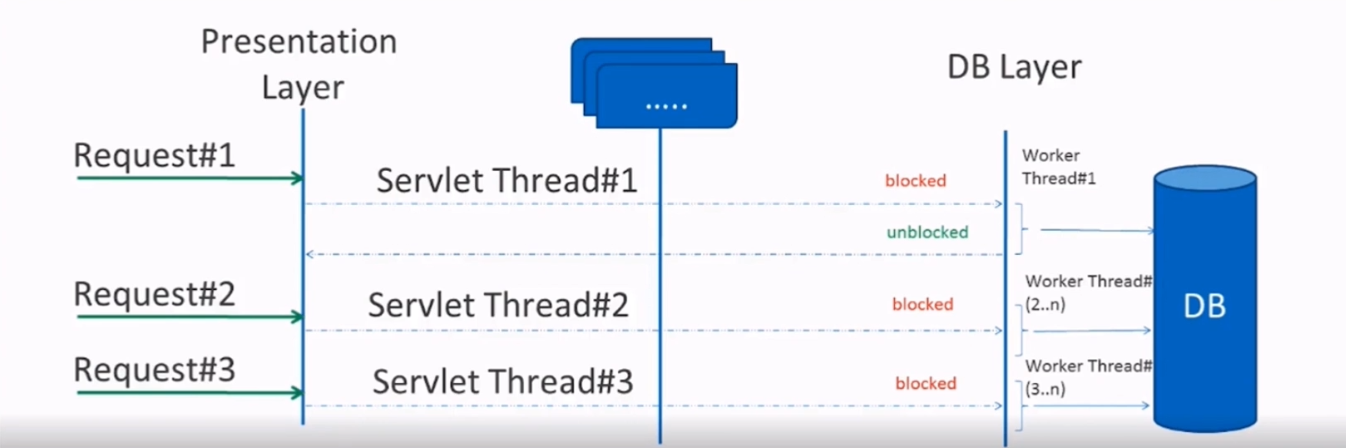 Presentation
Layer
.....
DB Layer
Request#1
Servlet Thread#1
blocked
Worker
Thread#1
unblocked
Request#2
Servlet Thread#2
blocked
Worker Thread#
(2..n)
DB
Request#3
Servlet Thread#3
blocked
Worker Thread#
(3..n)